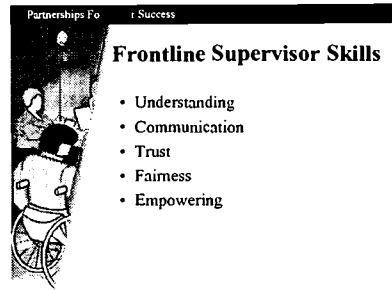 Partnerships Fo r Success
Frontline Supervisor Skills
• Understanding
• Communication
• Trust
• Fairness
• Empowering